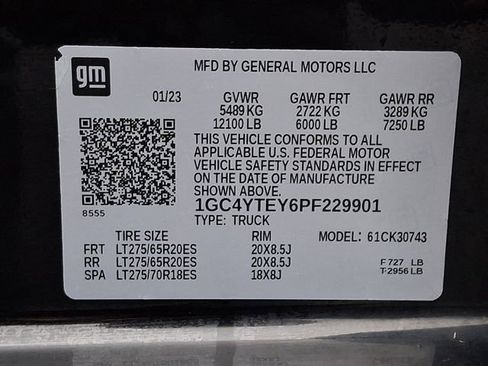 gm
MFD BY GENERAL MOTORS LLC
01/23 GVWR GAWR FRT GAWR RR
5489 KG 2722 KG 3289 KG
12100 LB 6000 LB 7250 LB
THIS VEHICLE CONFORMS TO ALL
APPLICABLE U.S. FEDERAL MOTOR
VEHICLE SAFETY STANDARDS IN EFFECT
ON THE DATE OF MANUFACTURE
SHOWN ABOVE.
8555
1GC4YTEY6PF229901
TYPE: TRUCK
TIRE SIZE RIM MODEL: 61CK30743
FRT LT275/65R20ES 20X8.5J
RR LT275/65R20ES 20X8.5J F 727 LB
SPA LT275/70R18ES 18X8J T-2956 LB